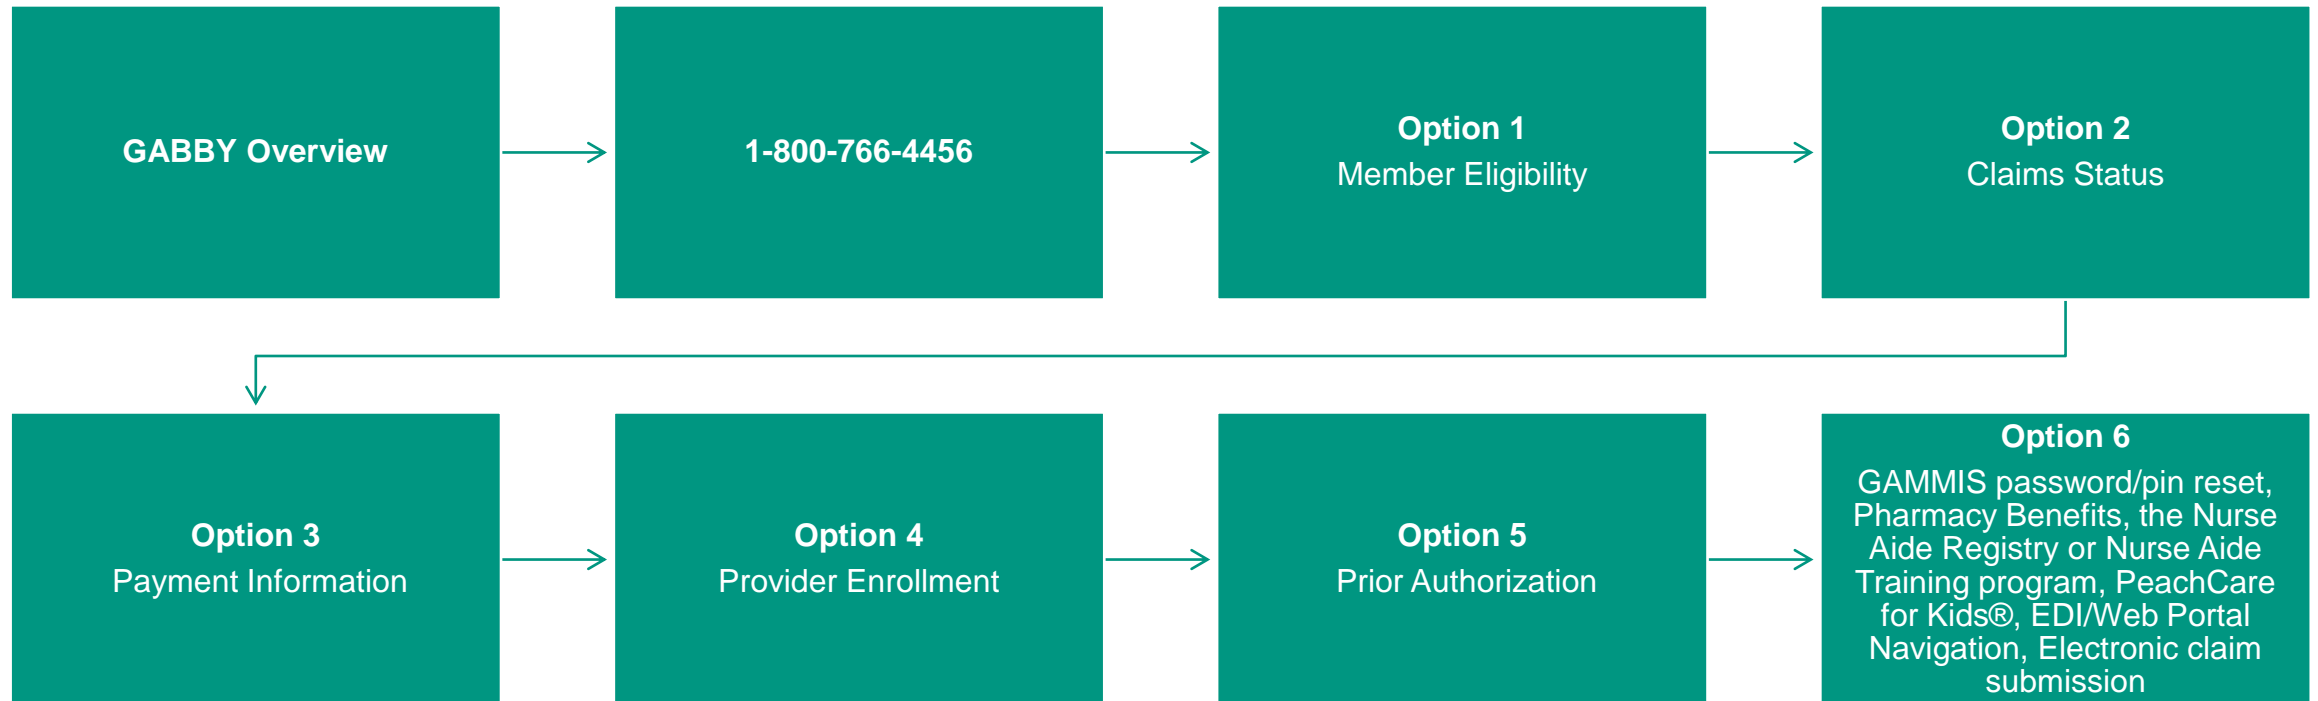 GABBY Overview
1-800-766-4456
Option 1
Member Eligibility
Option 2
Claims Status
Option 3
Payment Information
Option 4
Provider Enrollment
Option 5
Prior Authorization
Option 6
GAMMIS password/pin reset,
Pharmacy Benefits, the Nurse
Aide Registry or Nurse Aide
Training program, PeachCare
for Kids®, EDI/Web Portal
Navigation, Electronic claim
submission